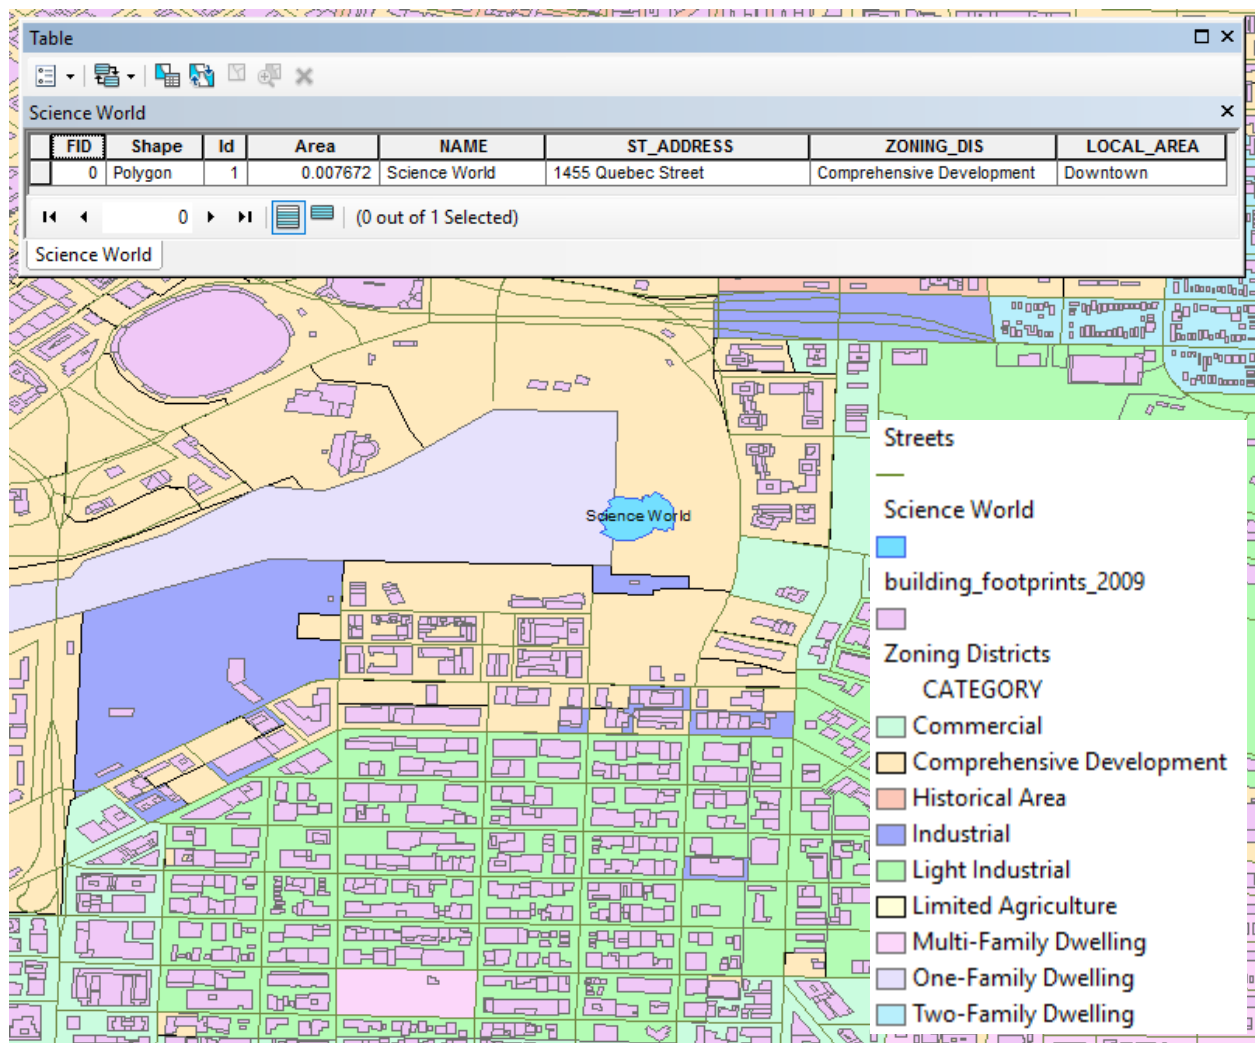 Table
Science World
FID Shape Id Area NAME ST_ADDRESS ZONING_DIS LOCAL_AREA
0 Polygon 1 0.007672 Science World 1455 Quebec Street Comprehensive Development Downtown
0 (0 out of 1 Selected)
Science World
Science World
Streets
Science World
building_footprints_2009
Zoning Districts
CATEGORY
Commercial
Comprehensive Development
Historical Area
Industrial
Light Industrial
Limited Agriculture
Multi-Family Dwelling
One-Family Dwelling
Two-Family Dwelling